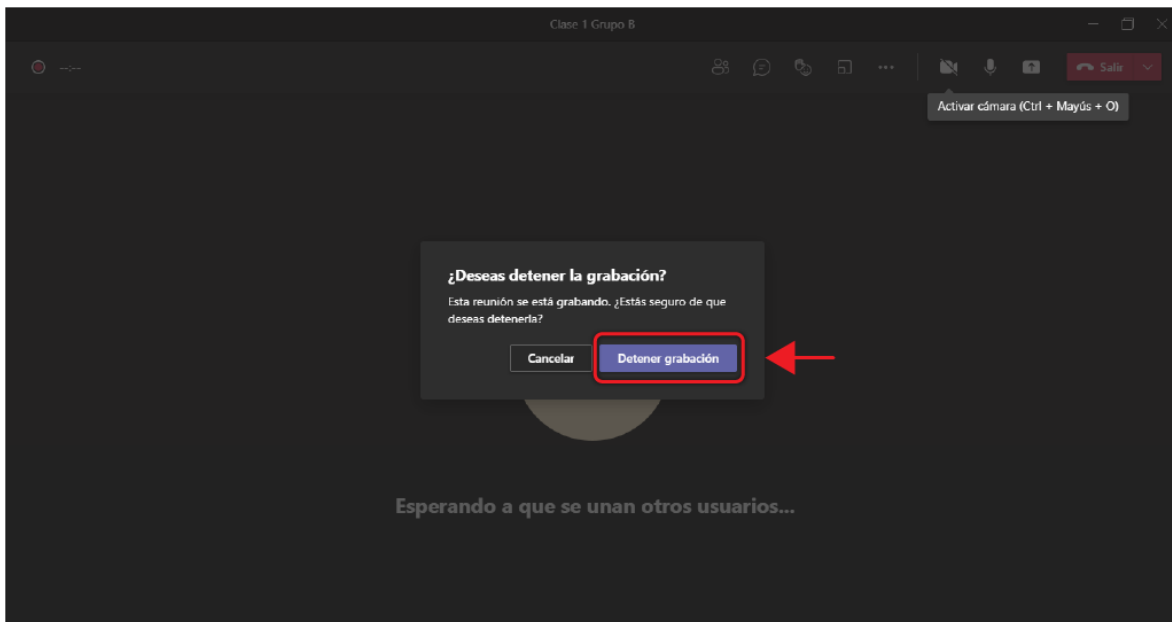 Clase 1 Grupo B
--:--
Salir
Activar cámara (Ctrl + Mayús + O)
¿Deseas detener la grabación?
Esta reunión se está grabando. ¿Estás seguro de que
deseas detenerla?
Cancelar
Detener grabación
Esperando a que se unan otros usuarios...